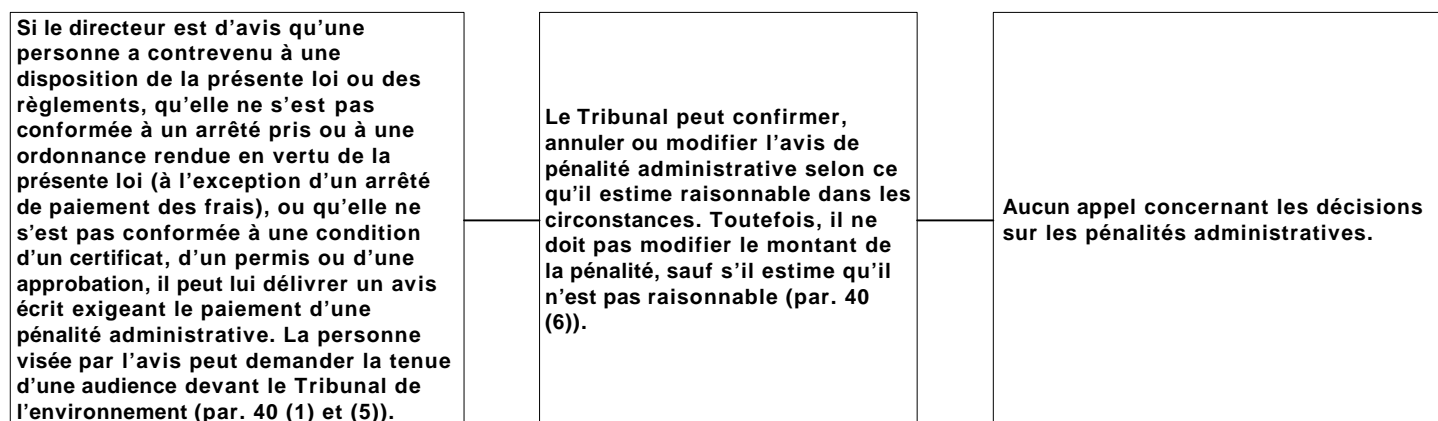 Si le directeur est d’avis qu’une
personne a contrevenu à une
disposition de la présente loi ou des
règlements, qu’elle ne s’est pas
conformée à un arrêté pris ou à une
ordonnance rendue en vertu de la
présente loi (à l’exception d’un arrêté
de paiement des frais), ou qu’elle ne
s’est pas conformée à une condition
d’un certificat, d’un permis ou d’une
approbation, il peut lui délivrer un avis
écrit exigeant le paiement d’une
pénalité administrative. La personne
visée par l’avis peut demander la tenue
d’une audience devant le Tribunal de
l’environnement (par. 40 (1) et (5)).
Le Tribunal peut confirmer,
annuler ou modifier l’avis de
pénalité administrative selon ce
qu’il estime raisonnable dans les
circonstances. Toutefois, il ne
doit pas modifier le montant de
la pénalité, sauf s’il estime qu’il
n’est pas raisonnable (par. 40
(6)).
Aucun appel concernant les décisions
sur les pénalités administratives.